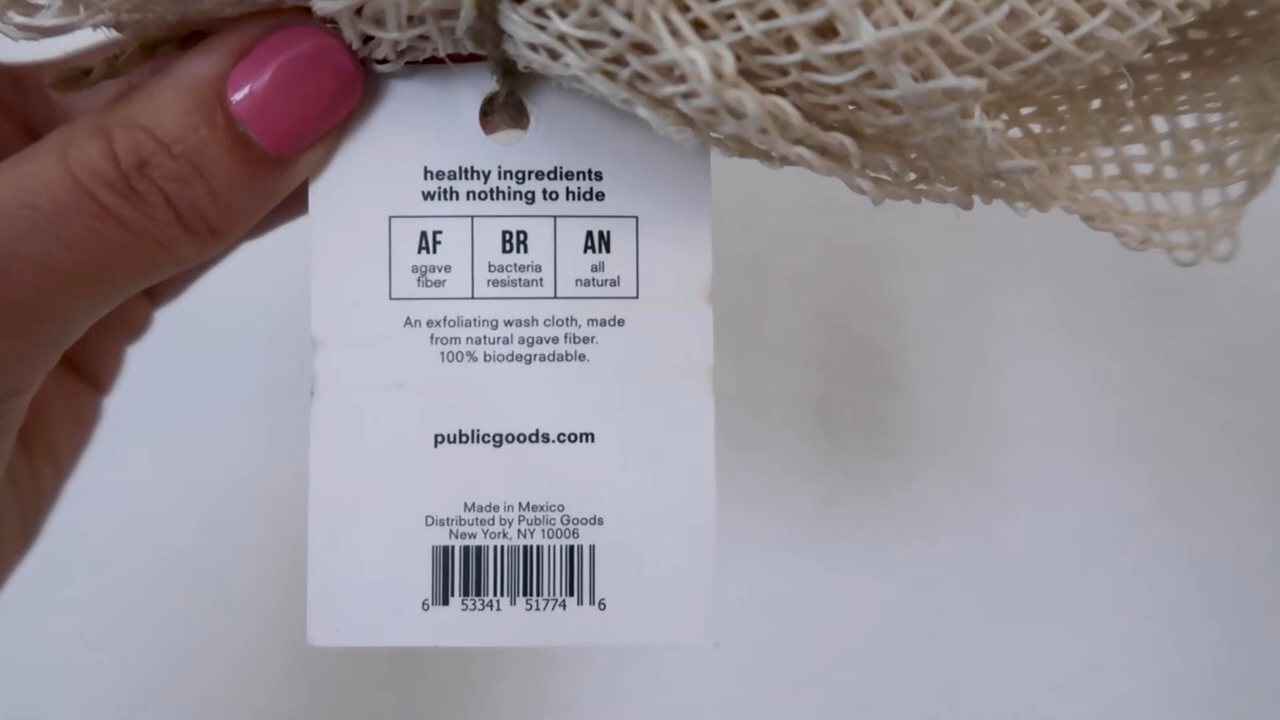 healthy ingredients
with nothing to hide
AF
agave
fiber
BR
bacteria
resistant
AN
all
natural
An exfoliating wash cloth, made
from natural agave fiber.
100% biodegradable.
publicgoods.com
Made in Mexico
Distributed by Public Goods
New York, NY 10006
6 53341 51774 6